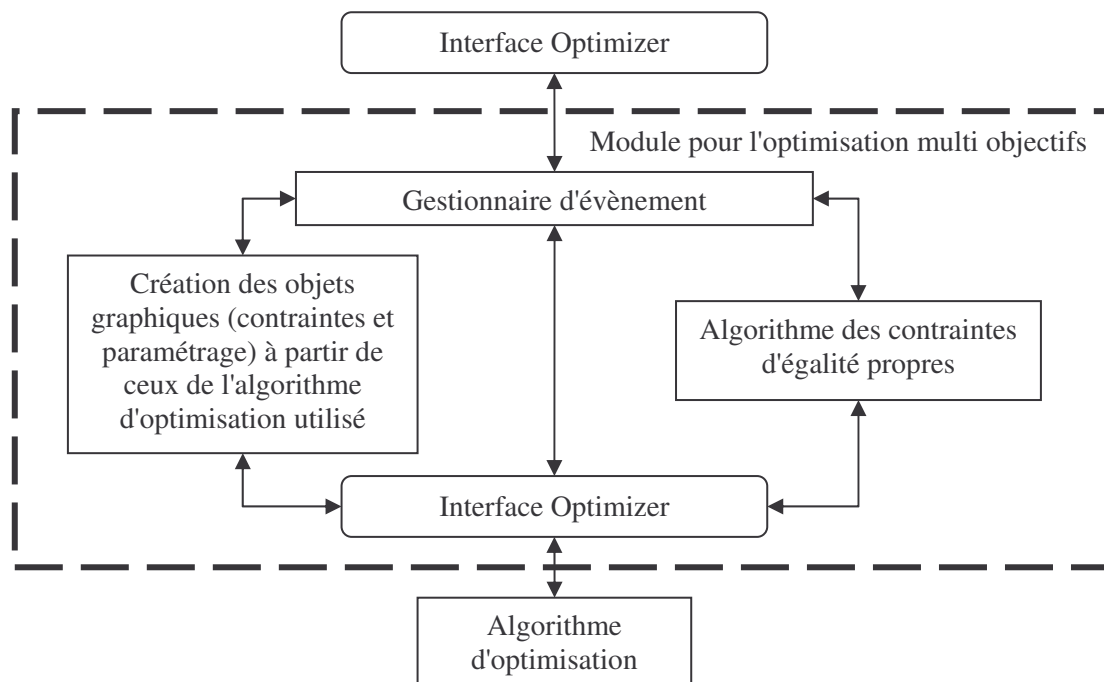 Interface Optimizer
Module pour l'optimisation multi objectifs
Gestionnaire d'évènement
Création des objets
graphiques (contraintes et
paramétrage) à partir de
ceux de l'algorithme
d'optimisation utilisé
Algorithme des contraintes
d'égalité propres
Interface Optimizer
Algorithme
d'optimisation